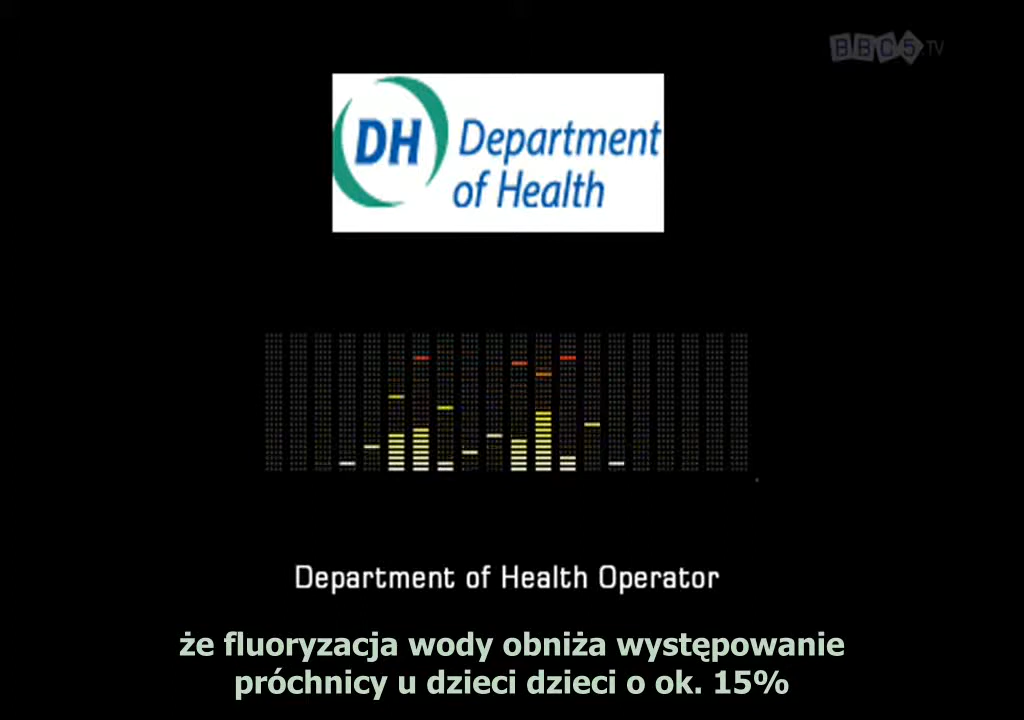 BBC5 TV
DH Department
of Health
Department of Health Operator
że fluoryzacja wody obniża występowanie
próchnicy u dzieci dzieci o ok. 15%